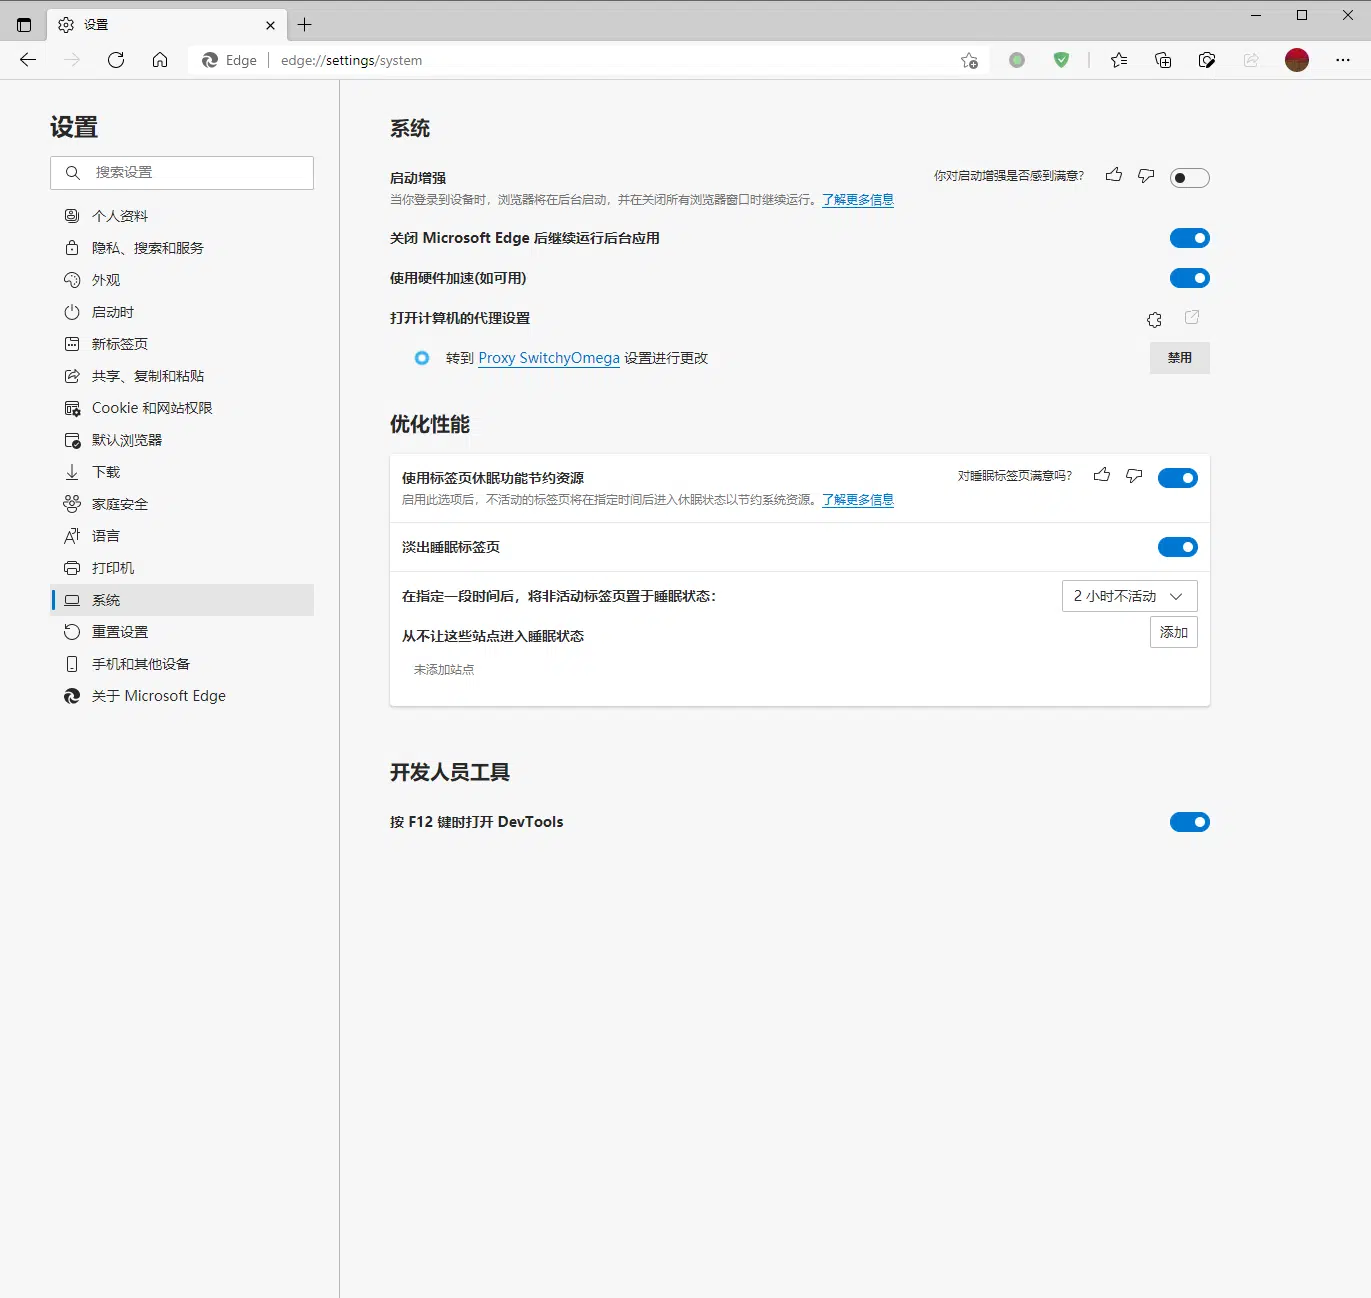 设置
Edge
edge://settings/system
设置
搜索设置
个人资料
隐私、搜索和服务
外观
启动时
新标签页
共享、复制和粘贴
Cookie 和网站权限
默认浏览器
下载
家庭安全
语言
打印机
系统
重置设置
手机和其他设备
关于 Microsoft Edge
系统
启动增强
你对启动增强是否感到满意?
当你登录到设备时，浏览器将在后台启动，并在关闭所有浏览器窗口时继续运行。了解更多信息
关闭 Microsoft Edge 后继续运行后台应用
使用硬件加速(如可用)
打开计算机的代理设置
转到 Proxy SwitchyOmega 设置进行更改
禁用
优化性能
使用标签页休眠功能节约资源
对睡眠标签页满意吗?
启用此选项后，不活动的标签页将在指定时间后进入休眠状态以节约系统资源。了解更多信息
淡出睡眠标签页
在指定一段时间后，将非活动标签页置于睡眠状态:
2 小时不活动
从不让这些站点进入睡眠状态
添加
未添加站点
开发人员工具
按 F12 键时打开 DevTools